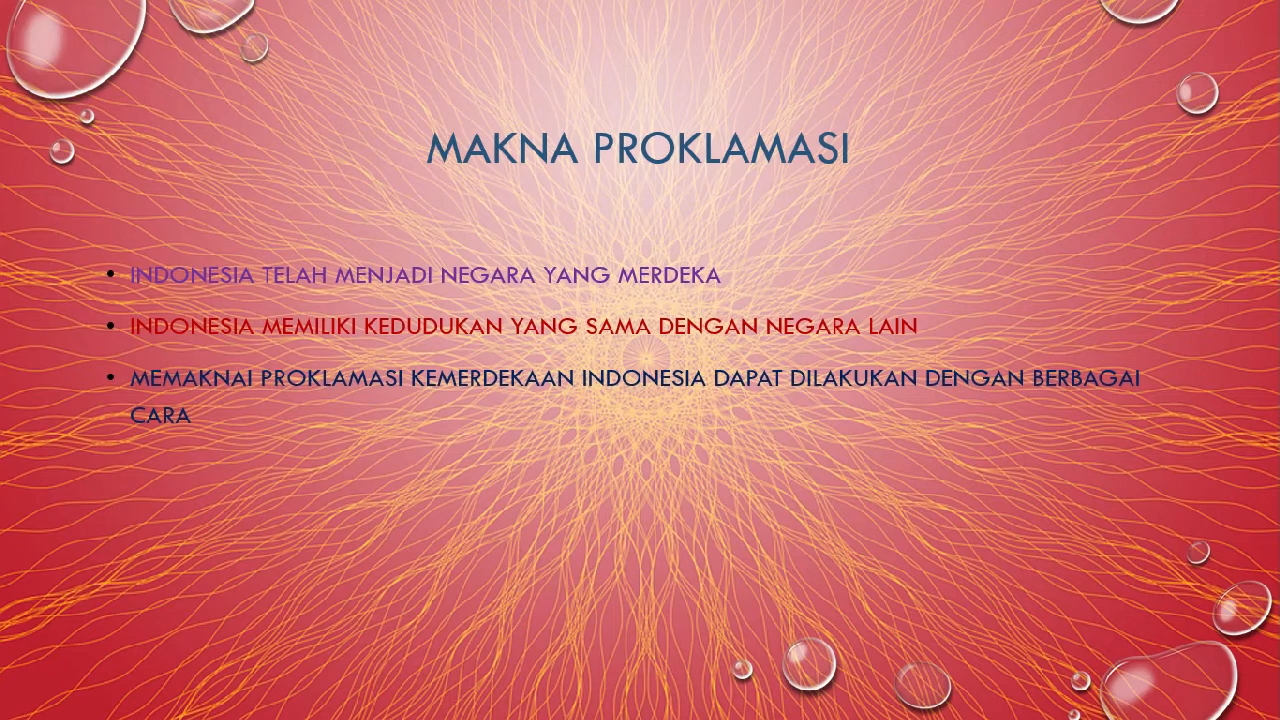 MAKNA PROKLAMASI
• INDONESIA TELAH MENJADI NEGARA YANG MERDEKA
• INDONESIA MEMILIKI KEDUDUKAN YANG SAMA DENGAN NEGARA LAIN
• MEMAKNAI PROKLAMASI KEMERDEKAAN INDONESIA DAPAT DILAKUKAN DENGAN BERBAGAI
CARA